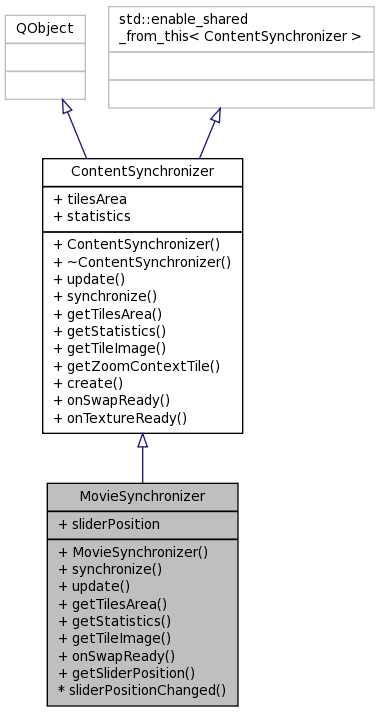 QObject
std::enable_shared
_from_this< ContentSynchronizer >
ContentSynchronizer
+ tilesArea
+ statistics
+ ContentSynchronizer()
+ ~ContentSynchronizer()
+ update()
+ synchronize()
+ getTilesArea()
+ getStatistics()
+ getTileImage()
+ getZoomContextTile()
+ create()
+ onSwapReady()
+ onTextureReady()
MovieSynchronizer
+ sliderPosition
+ MovieSynchronizer()
+ synchronize()
+ update()
+ getTilesArea()
+ getStatistics()
+ getTileImage()
+ onSwapReady()
+ getSliderPosition()
* sliderPositionChanged()